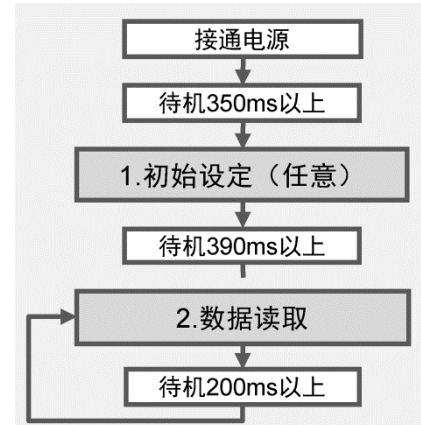 接通电源
待机350ms以上
1.初始设定（任意）
待机390ms以上
2.数据读取
待机200ms以上